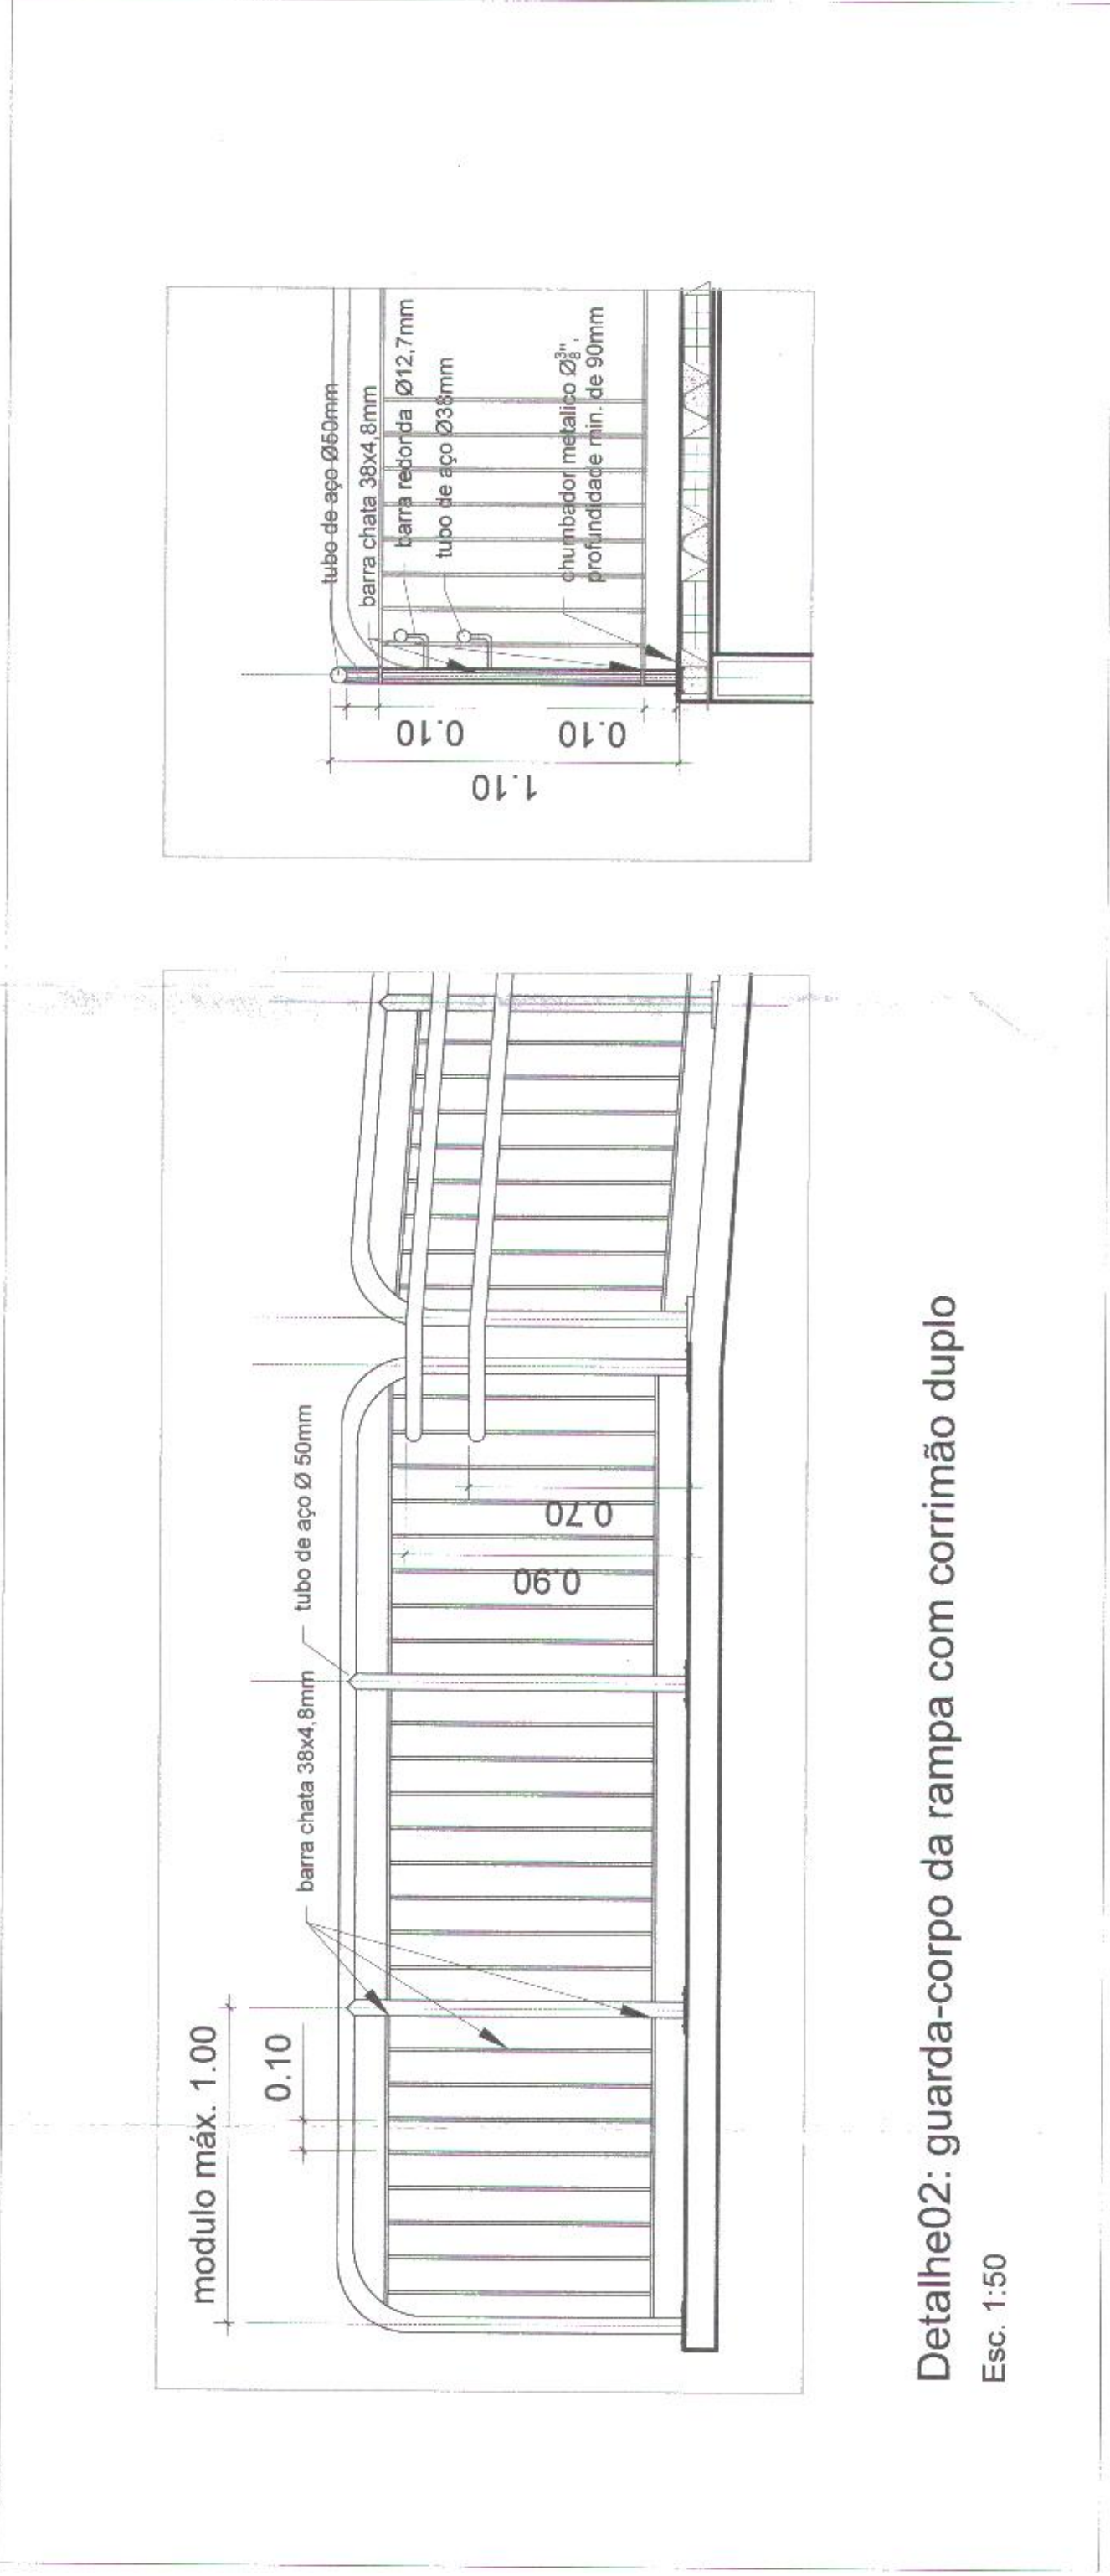 modulo máx. 1.00
0.10
barra chata 38x4,8mm
tubo de aço Ø 50mm
0.90
0.70
tubo de aço Ø50mm
barra chata 38x4,8mm
barra redonda Ø12,7mm
tubo de aço Ø38mm
chumbador metalico Ø3/8",
profundidade min. de 90mm
0.10
0.10
1.10
Detalhe02: guarda-corpo da rampa com corrimão duplo
Esc. 1:50